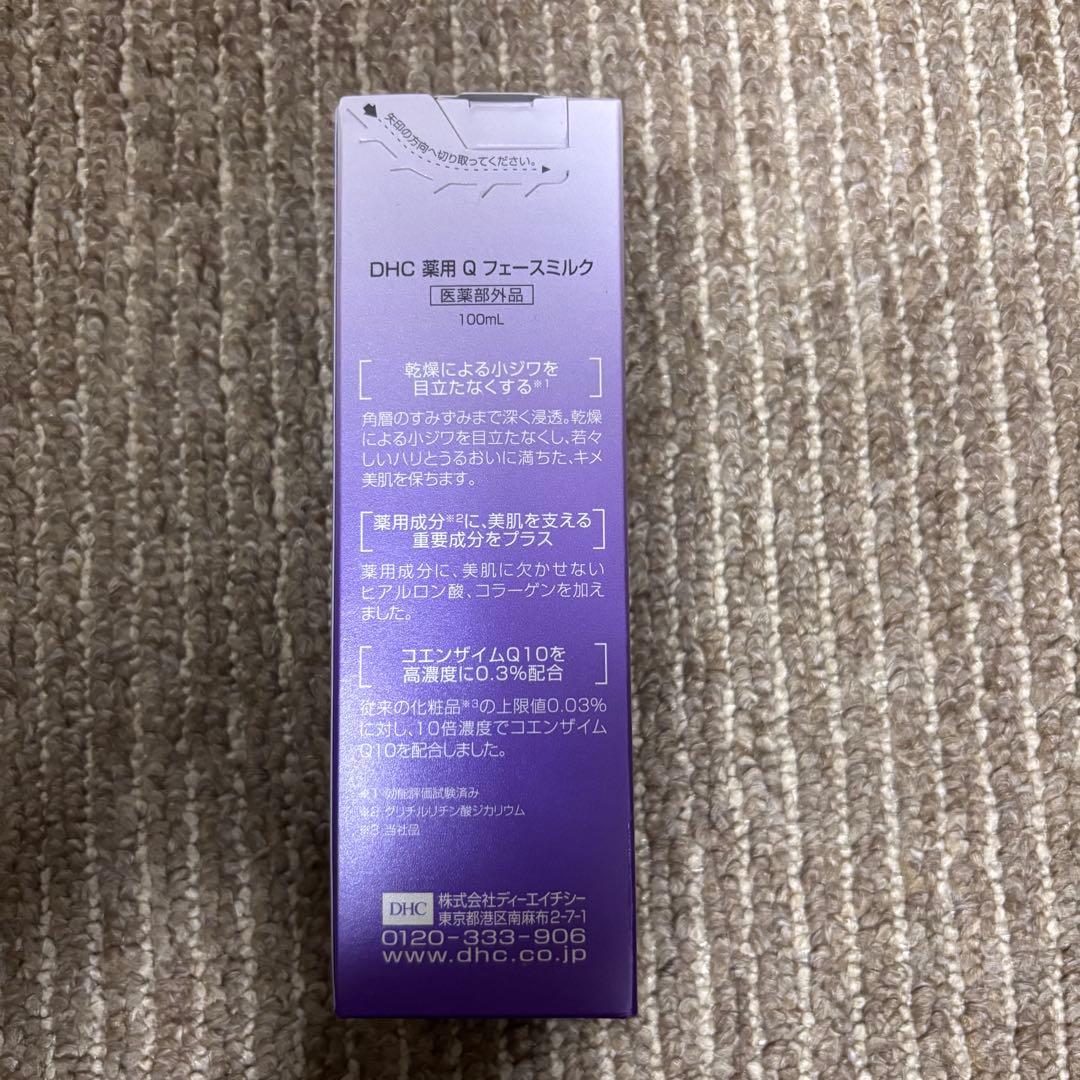 矢印の方向へ切り取ってください。
DHC 薬用 Q フェースミルク
医薬部外品
100mL
乾燥による小ジワを
目立たなくする※1
角層のすみずみまで深く浸透。乾燥
による小ジワを目立たなくし、若々
しいハリとうるおいに満ちた、キメ
美肌を保ちます。
薬用成分※2に、美肌を支える
重要成分をプラス
薬用成分に、美肌に欠かせない
ヒアルロン酸、コラーゲンを加え
ました。
コエンザイムQ10を
高濃度に0.3%配合
従来の化粧品※3の上限値0.03%
に対し、10倍濃度でコエンザイム
Q10を配合しました。
※1 効能評価試験済み
※2 グリチルリチン酸ジカリウム
※3 当社品
DHC
株式会社ディーエイチシー
東京都港区南麻布2-7-1
0120-333-906
www.dhc.co.jp